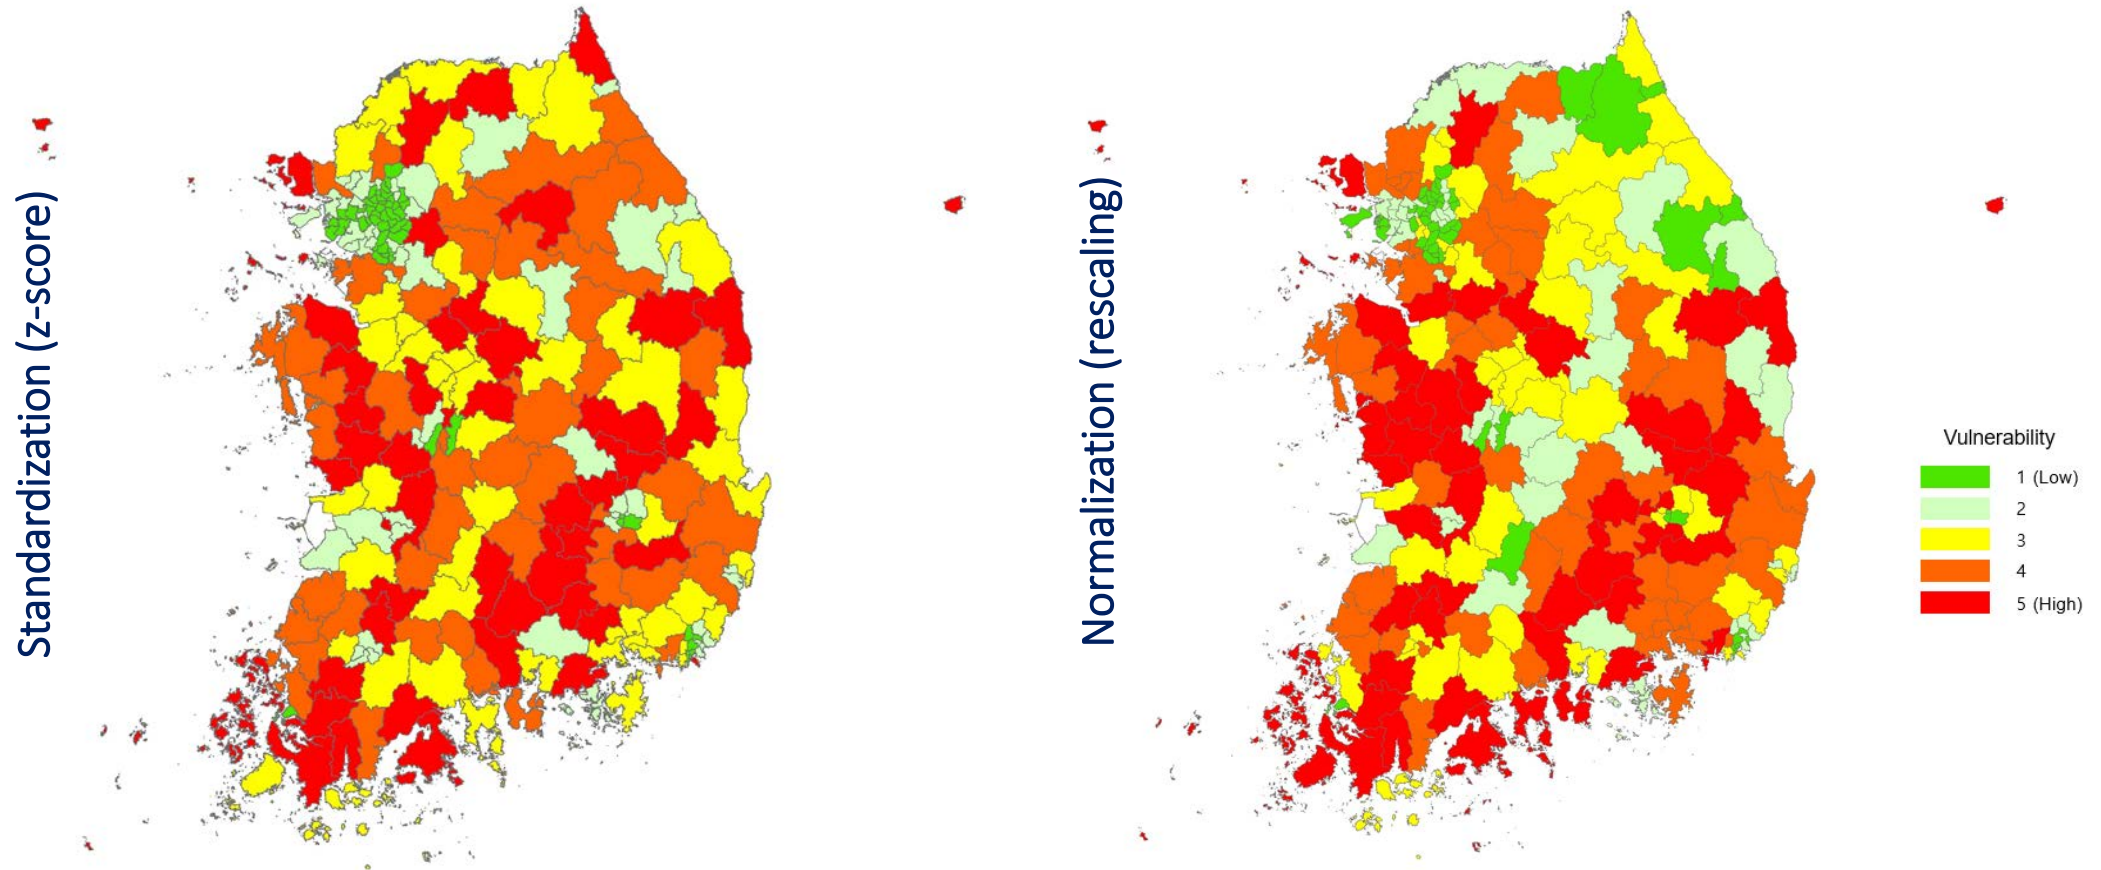 Standardization (z-score)
Normalization (rescaling)
Vulnerability
1 (Low)
2
3
4
5 (High)